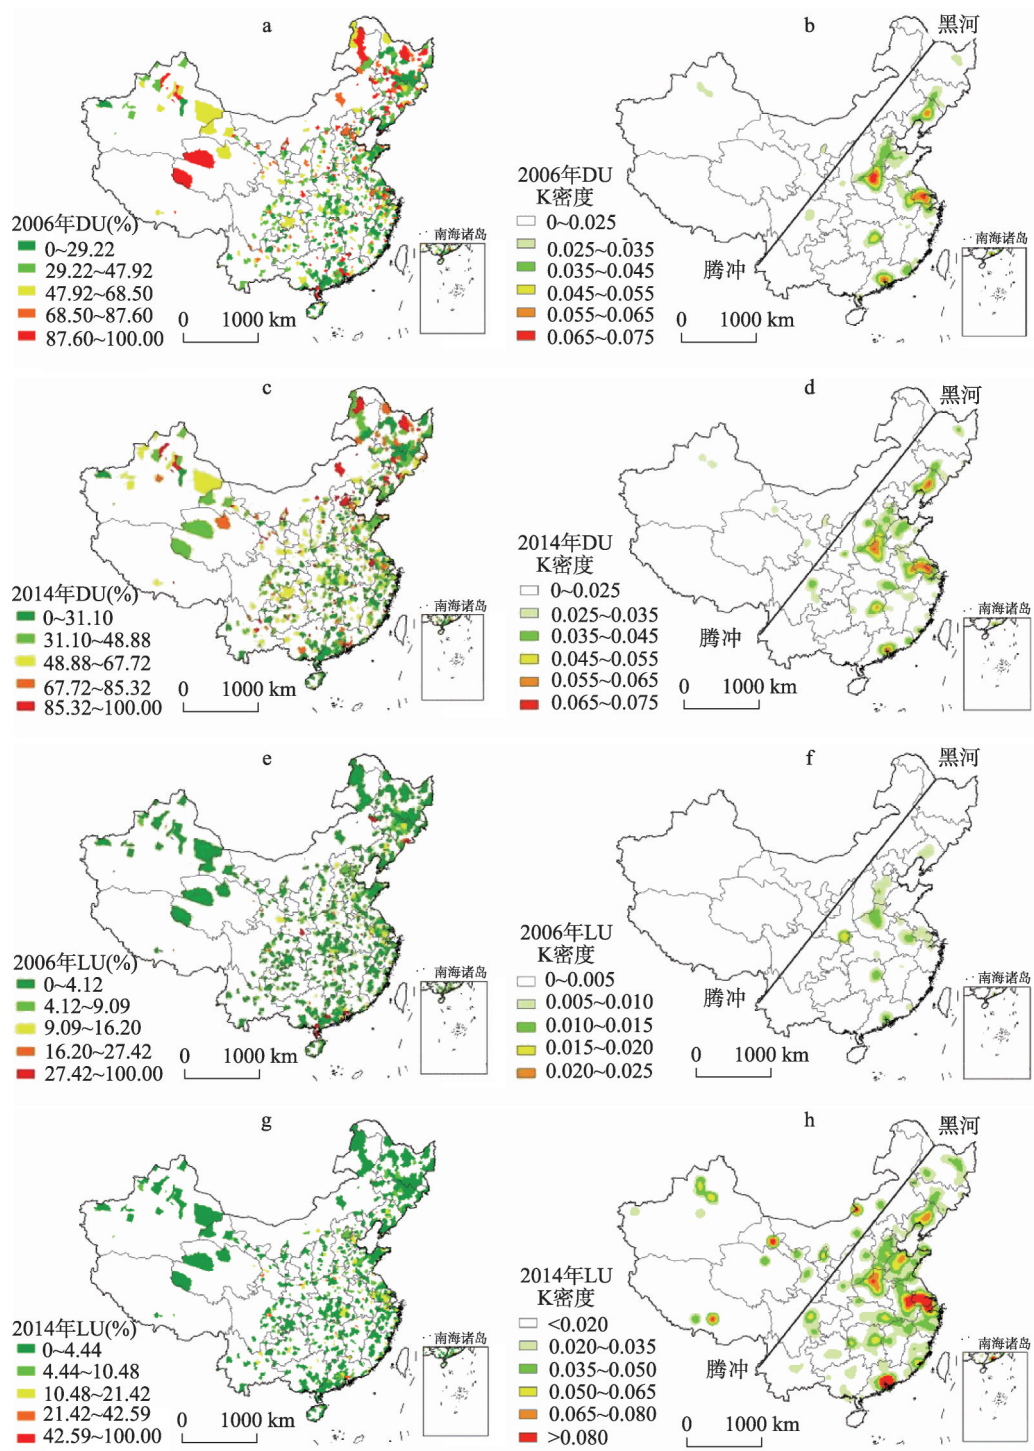 a
2006年DU(%)
0~29.22
29.22~47.92
47.92~68.50
68.50~87.60
87.60~100.00
0 1000 km
南海诸岛
b
黑河
腾冲
2006年DU
K密度
0~0.025
0.025~0.035
0.035~0.045
0.045~0.055
0.055~0.065
0.065~0.075
0 1000 km
南海诸岛
c
2014年DU(%)
0~31.10
31.10~48.88
48.88~67.72
67.72~85.32
85.32~100.00
0 1000 km
南海诸岛
d
黑河
腾冲
2014年DU
K密度
0~0.025
0.025~0.035
0.035~0.045
0.045~0.055
0.055~0.065
0.065~0.075
0 1000 km
南海诸岛
e
2006年LU(%)
0~4.12
4.12~9.09
9.09~16.20
16.20~27.42
27.42~100.00
0 1000 km
南海诸岛
f
黑河
腾冲
2006年LU
K密度
0~0.005
0.005~0.010
0.010~0.015
0.015~0.020
0.020~0.025
0 1000 km
南海诸岛
g
2014年LU(%)
0~4.44
4.44~10.48
10.48~21.42
21.42~42.59
42.59~100.00
0 1000 km
南海诸岛
h
黑河
腾冲
2014年LU
K密度
<0.020
0.020~0.035
0.035~0.050
0.050~0.065
0.065~0.080
>0.080
0 1000 km
南海诸岛